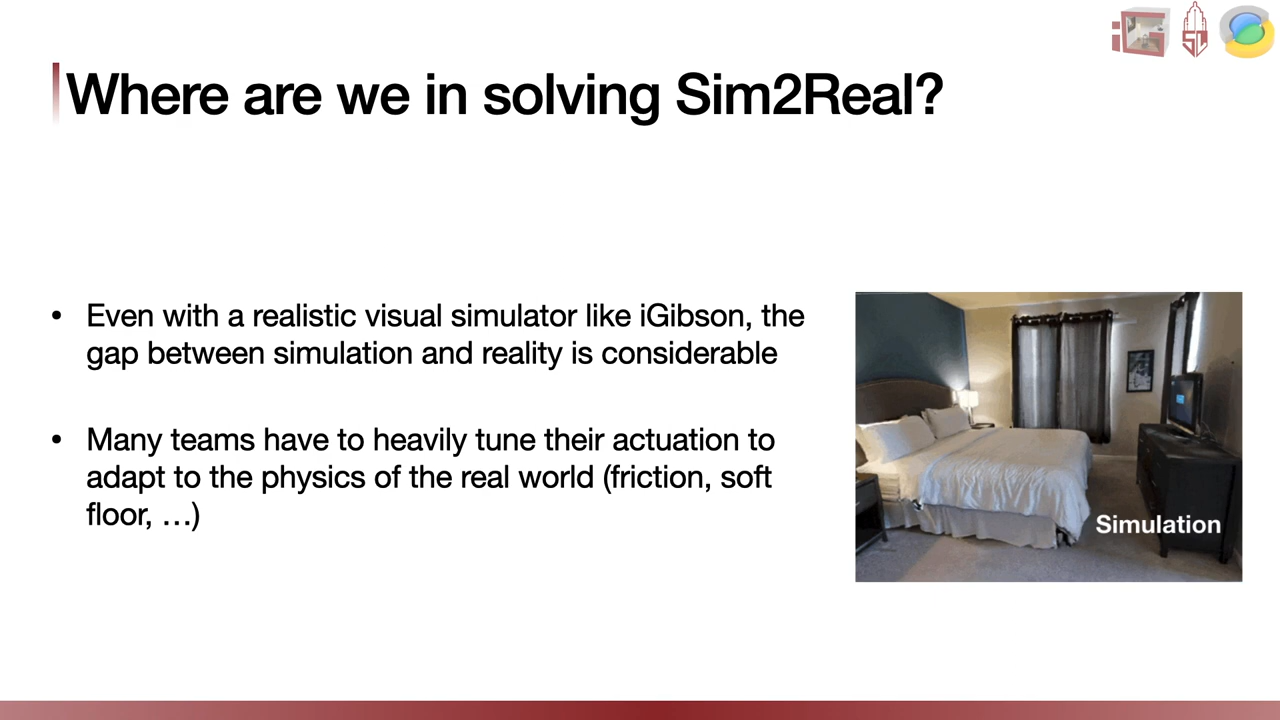 Where are we in solving Sim2Real?
• Even with a realistic visual simulator like iGibson, the
gap between simulation and reality is considerable
• Many teams have to heavily tune their actuation to
adapt to the physics of the real world (friction, soft
floor, …)
Simulation